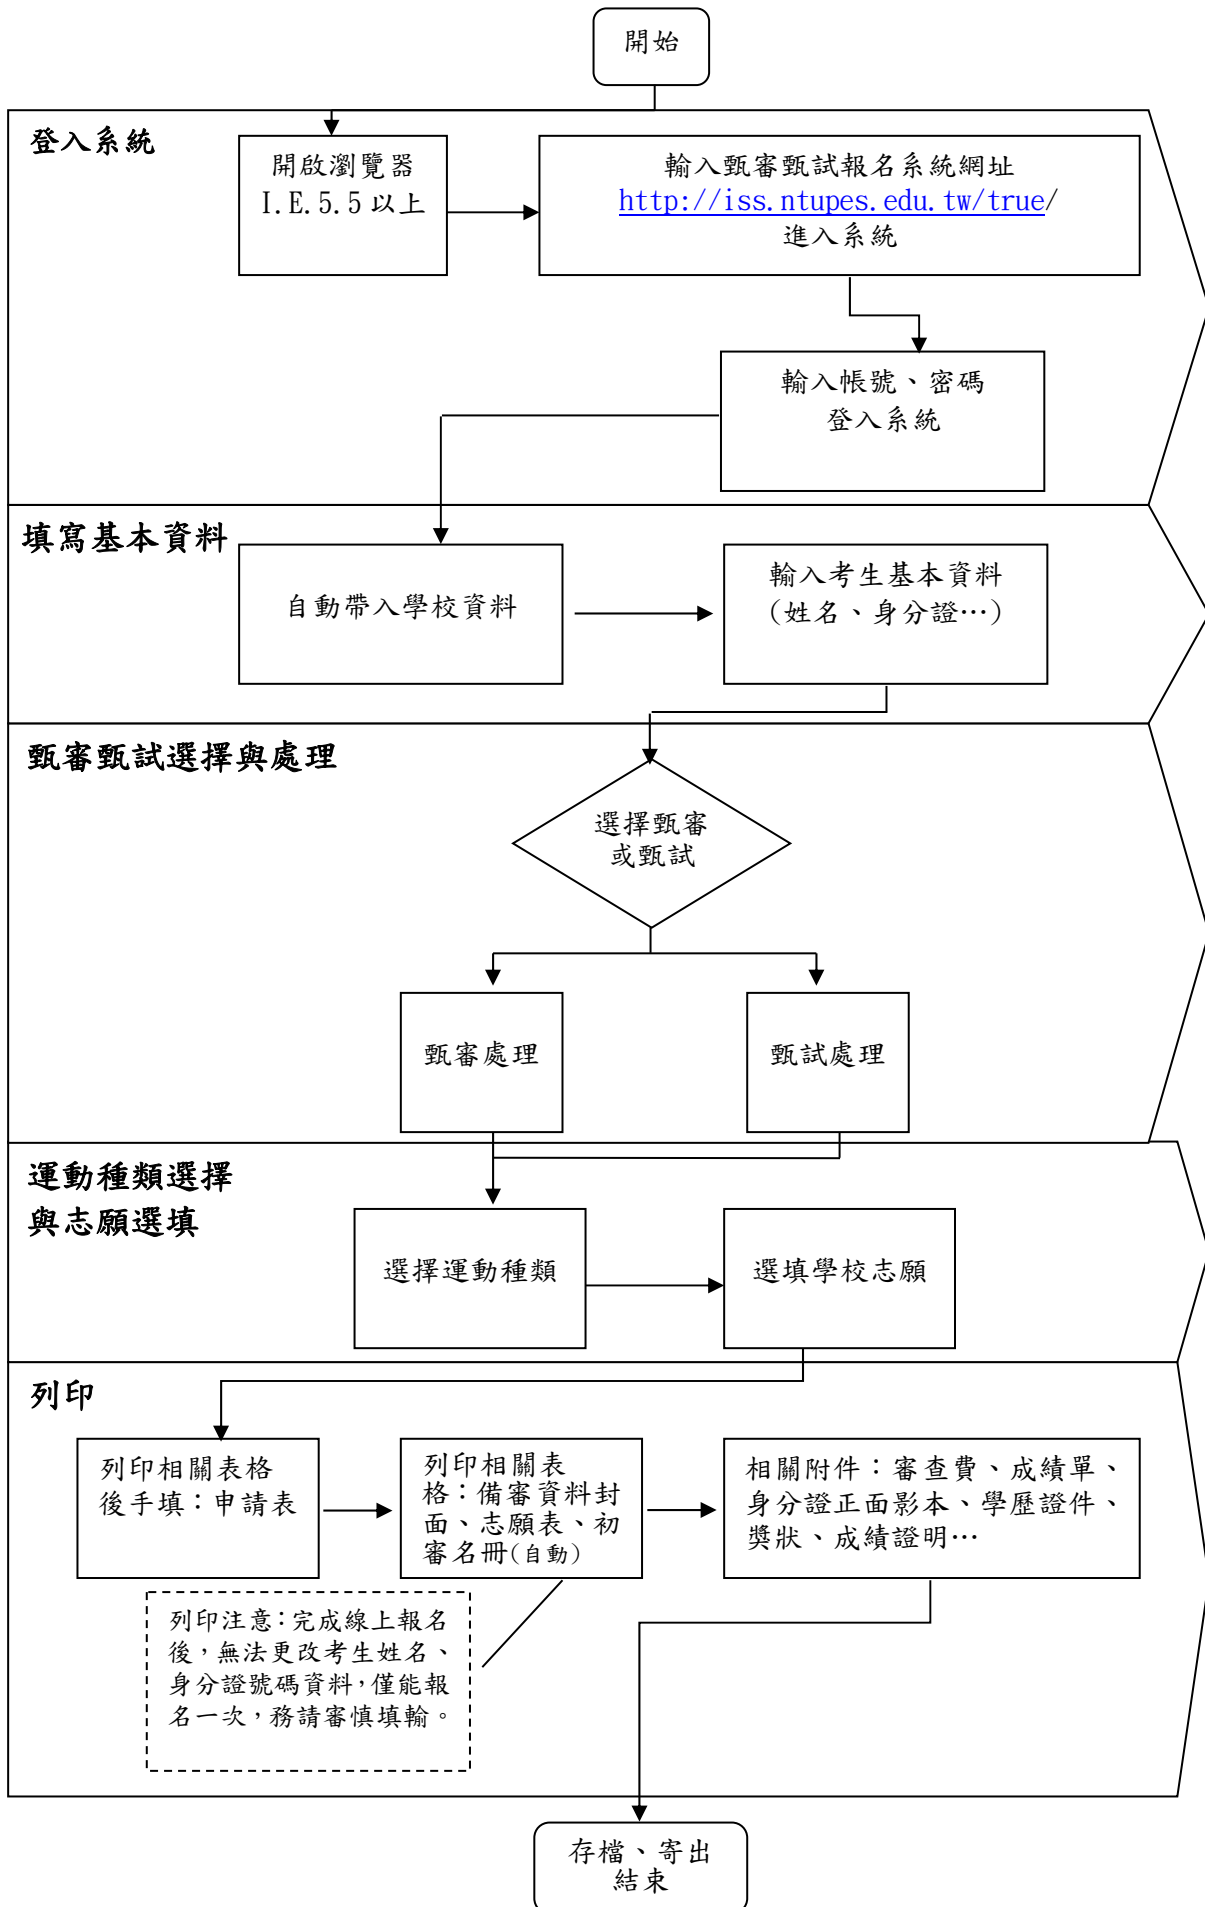 開始
登入系統
開啟瀏覽器
I.E.5.5以上
輸入甄審甄試報名系統網址
http://iss.ntupes.edu.tw/true/
進入系統
輸入帳號、密碼
登入系統
填寫基本資料
自動帶入學校資料
輸入考生基本資料
(姓名、身分證…)
甄審甄試選擇與處理
選擇甄審
或甄試
甄審處理
甄試處理
運動種類選擇
與志願選填
選擇運動種類
選填學校志願
列印
列印相關表格
後手填：申請表
列印相關表
格：備審資料封
面、志願表、初
審名冊(自動)
相關附件：審查費、成績單、
身分證正面影本、學歷證件、
獎狀、成績證明…
列印注意：完成線上報名
後，無法更改考生姓名、
身分證號碼資料，僅能報
名一次，務請審慎填輸。
存檔、寄出
結束